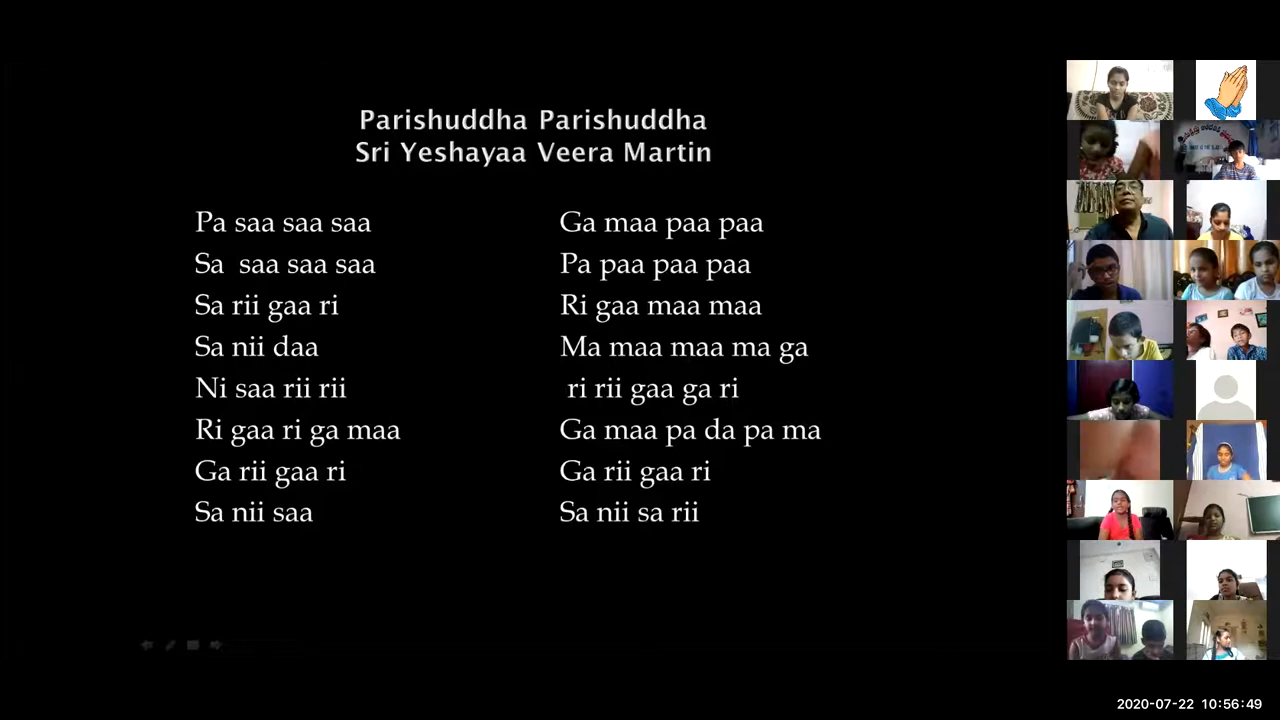 Parishuddha Parishuddha
Sri Yeshayaa Veera Martin
Pa saa saa saa
Sa saa saa saa
Sa rii gaa ri
Sa nii daa
Ni saa rii rii
Ri gaa ri ga maa
Ga rii gaa ri
Sa nii saa
Ga maa paa paa
Pa paa paa paa
Ri gaa maa maa
Ma maa maa ma ga
ri rii gaa ga ri
Ga maa pa da pa ma
Ga rii gaa ri
Sa nii sa rii
2020-07-22 10:56:49